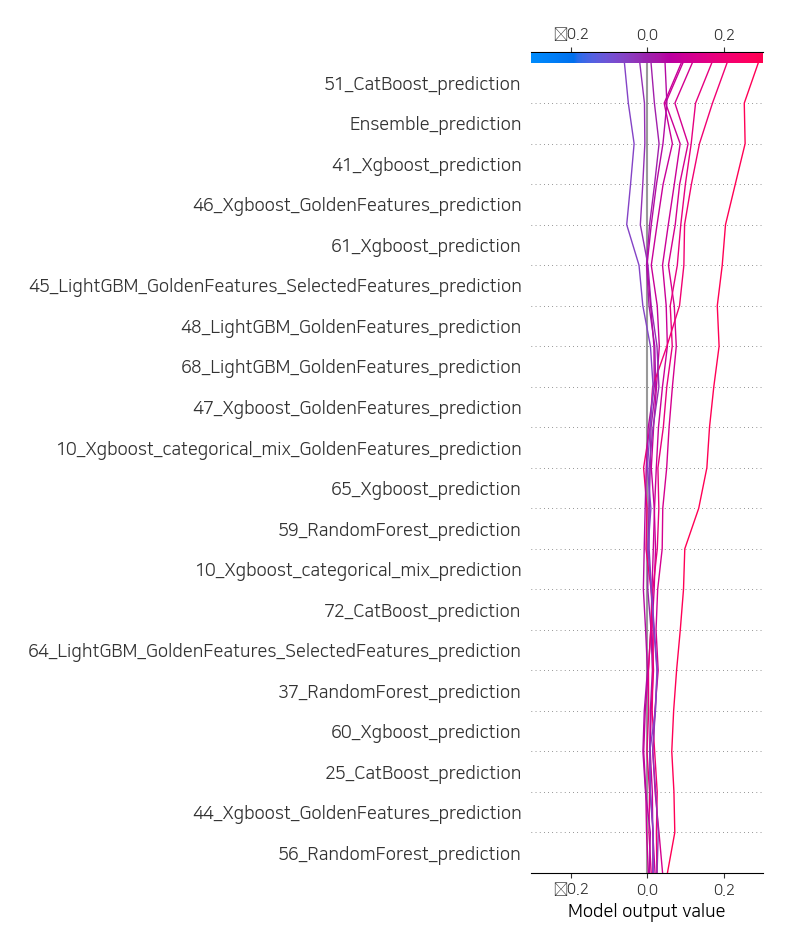 ▯0.2 0.0 0.2
51_CatBoost_prediction
Ensemble_prediction
41_Xgboost_prediction
46_Xgboost_GoldenFeatures_prediction
61_Xgboost_prediction
45_LightGBM_GoldenFeatures_SelectedFeatures_prediction
48_LightGBM_GoldenFeatures_prediction
68_LightGBM_GoldenFeatures_prediction
47_Xgboost_GoldenFeatures_prediction
10_Xgboost_categorical_mix_GoldenFeatures_prediction
65_Xgboost_prediction
59_RandomForest_prediction
10_Xgboost_categorical_mix_prediction
72_CatBoost_prediction
64_LightGBM_GoldenFeatures_SelectedFeatures_prediction
37_RandomForest_prediction
60_Xgboost_prediction
25_CatBoost_prediction
44_Xgboost_GoldenFeatures_prediction
56_RandomForest_prediction
▯0.2 0.0 0.2
Model output value